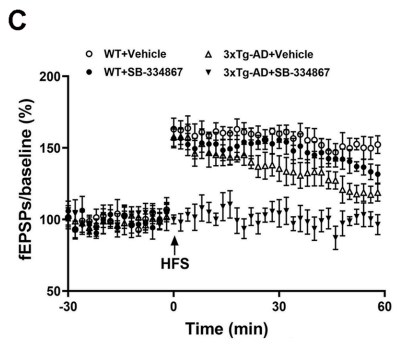 C
WT+Vehicle 3xTg-AD+Vehicle
WT+SB-334867 3xTg-AD+SB-334867
200
150
100
50
fEPSPs/baseline (%)
HFS
-30 0 30 60
Time (min)